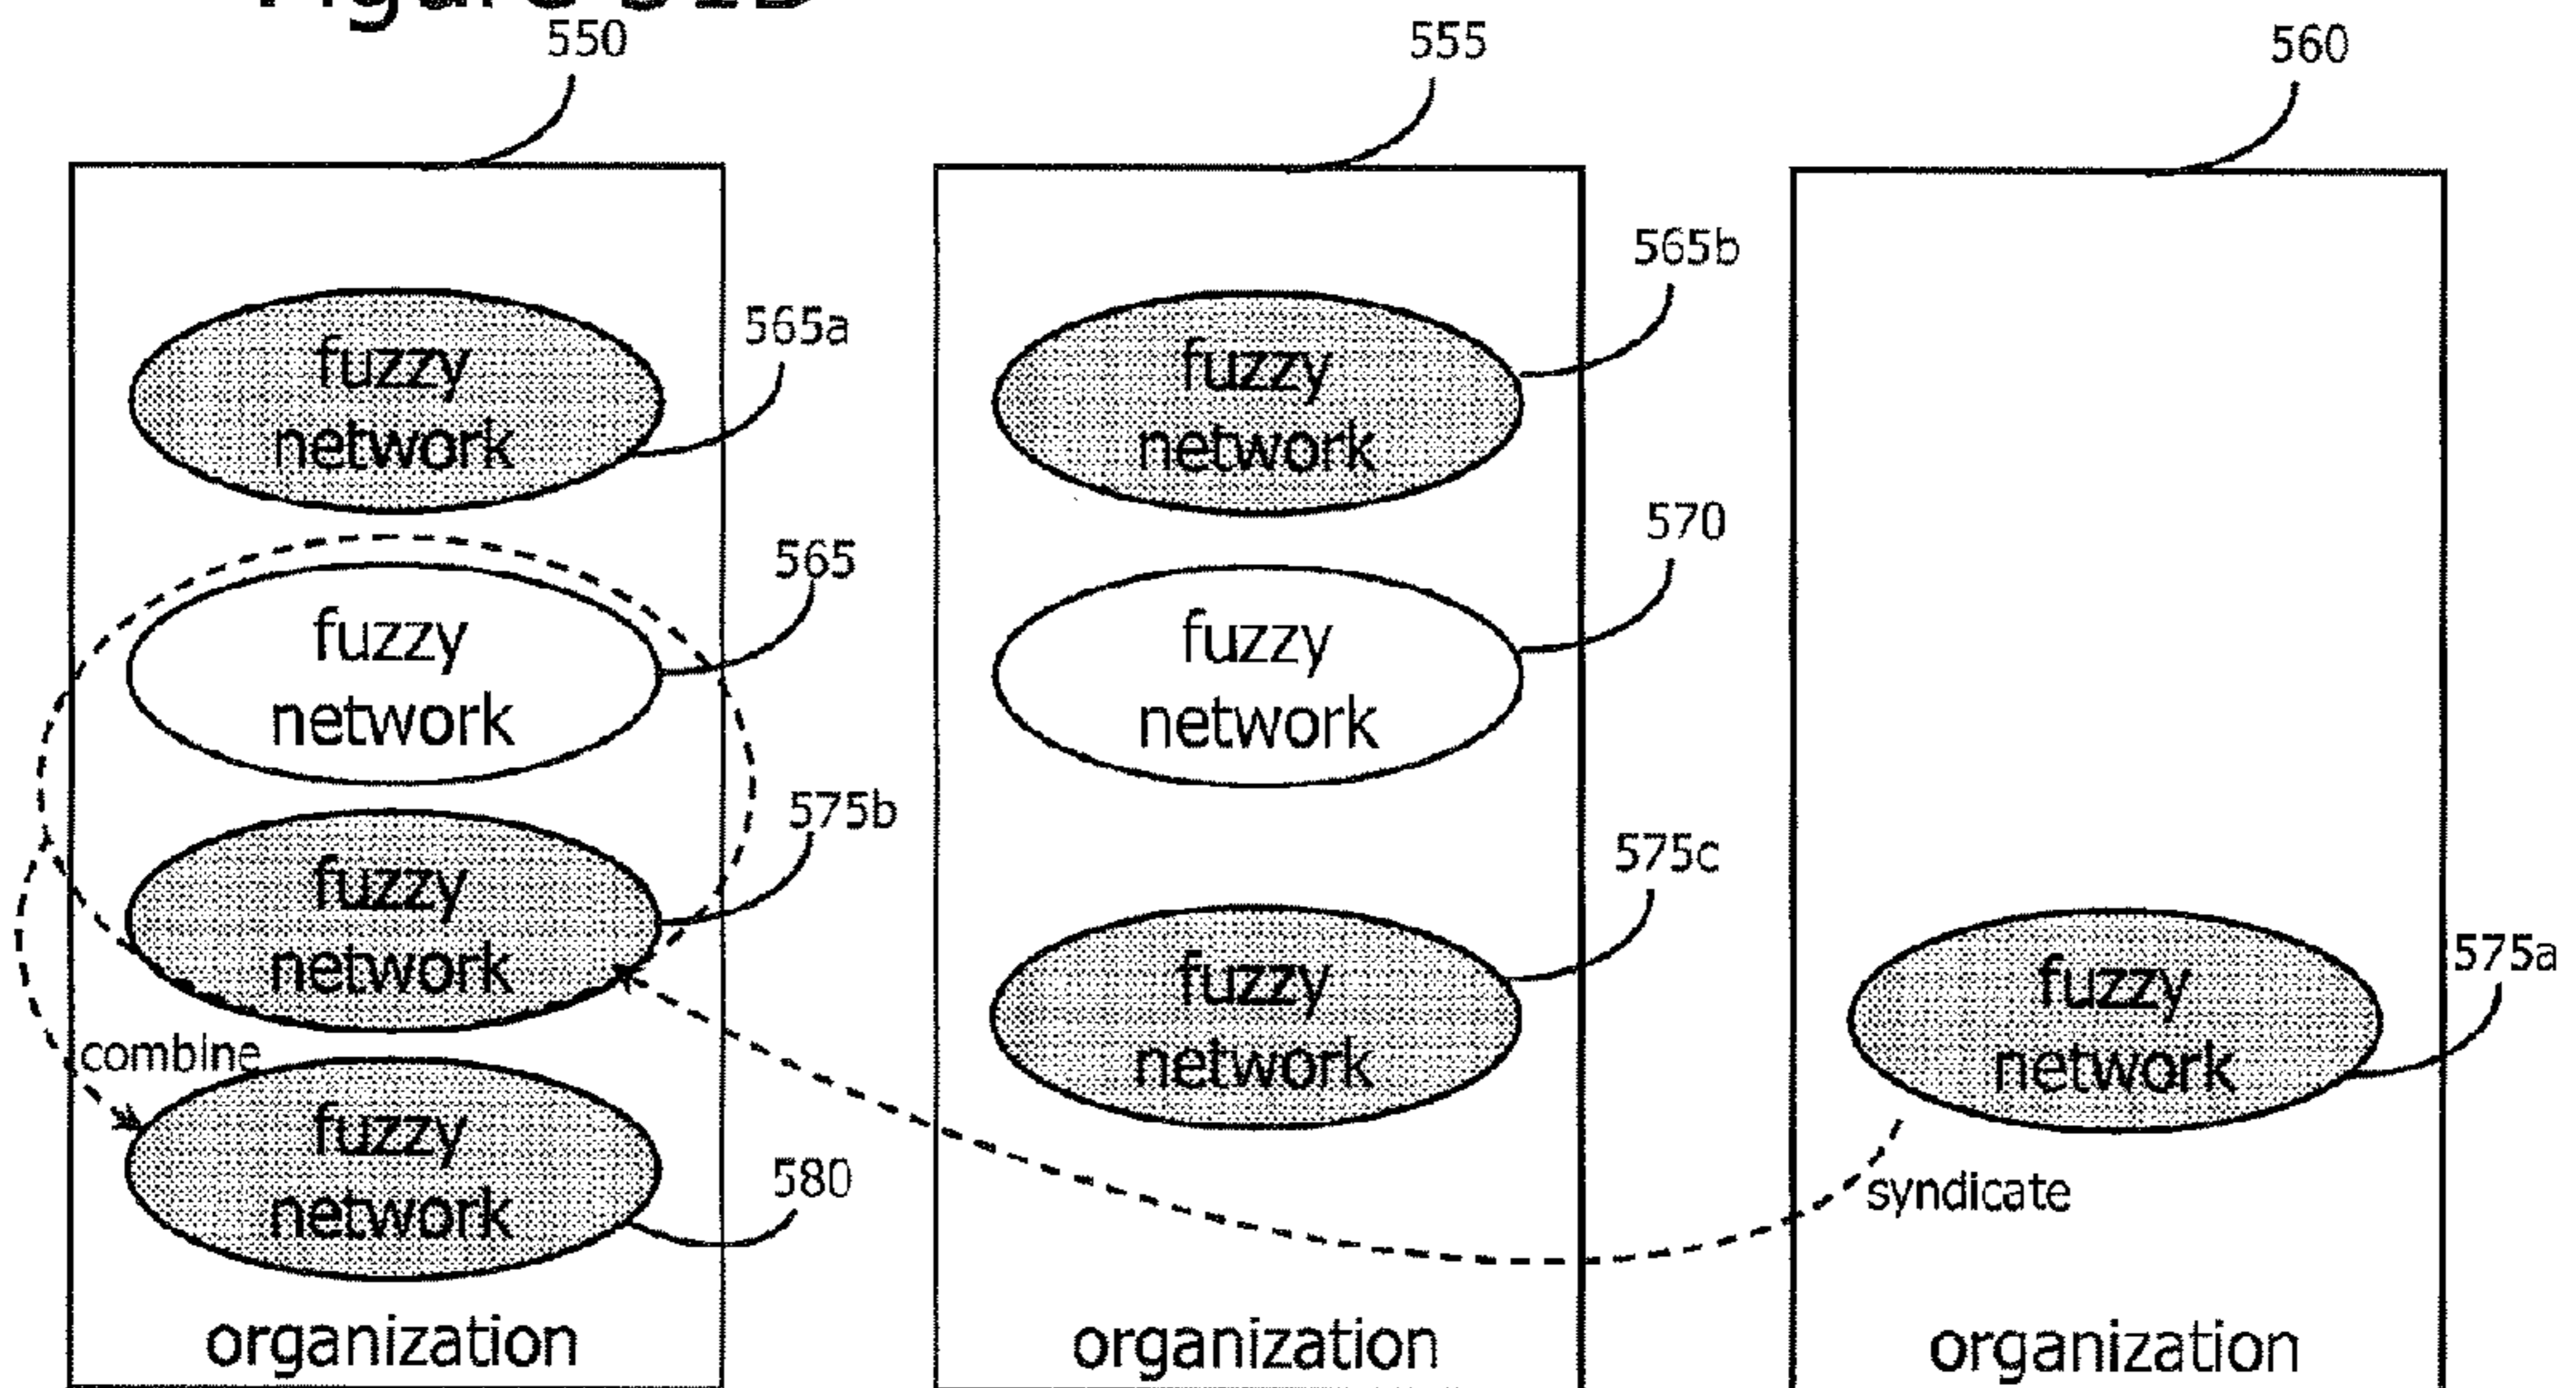 550
555
560
fuzzy
network
565a
fuzzy
network
565b
fuzzy
network
565
fuzzy
network
570
fuzzy
network
575b
fuzzy
network
575c
fuzzy
network
575a
combine
fuzzy
network
580
syndicate
organization
organization
organization